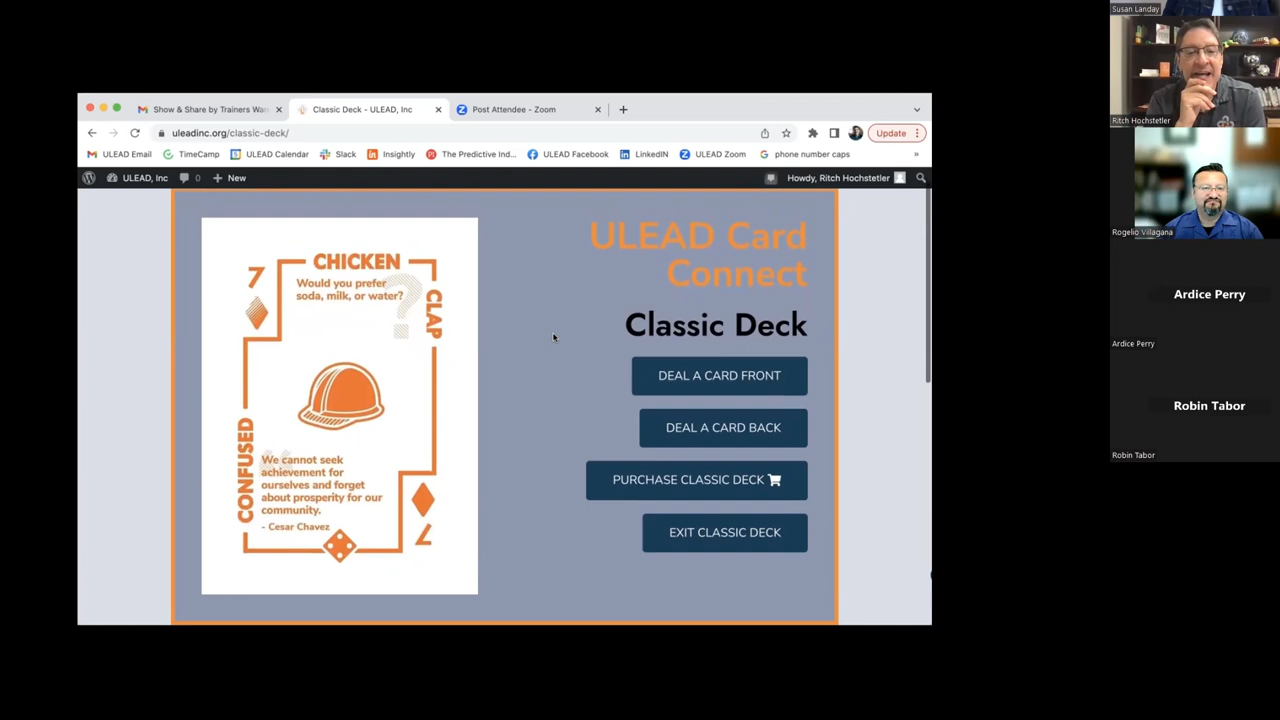 Show & Share by Trainers War
Classic Deck - ULEAD, Inc
Post Attendee - Zoom
uleadinc.org/classic-deck/
Update
ULEAD Email
TimeCamp
ULEAD Calendar
Slack
Insightly
The Predictive Ind...
ULEAD Facebook
LinkedIN
ULEAD Zoom
phone number caps
»
ULEAD, Inc
0
New
Howdy, Ritch Hochstetler
7
CHICKEN
Would you prefer
soda, milk, or water?
?
CLAP
CONFUSED
We cannot seek
achievement for
ourselves and forget
about prosperity for our
community.
- Cesar Chavez
7
ULEAD Card
Connect
Classic Deck
DEAL A CARD FRONT
DEAL A CARD BACK
PURCHASE CLASSIC DECK
EXIT CLASSIC DECK
Susan Landay
Ritch Hochstetler
Rogelio Villagana
Ardice Perry
Ardice Perry
Robin Tabor
Robin Tabor